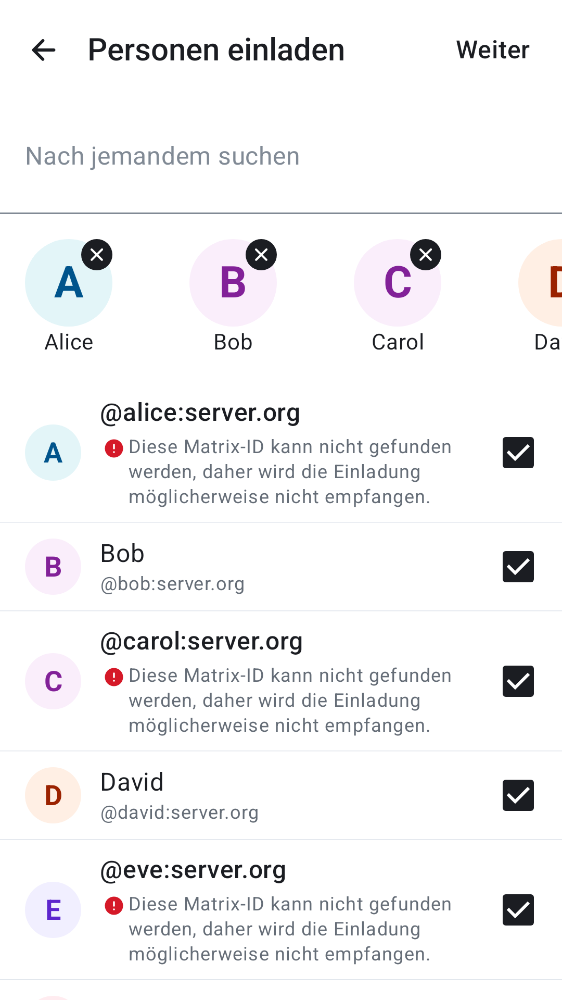 Personen einladen
Weiter
Nach jemandem suchen
A
B
C
D
Alice
Bob
Carol
Da
@alice:server.org
A
Diese Matrix-ID kann nicht gefunden
werden, daher wird die Einladung
möglicherweise nicht empfangen.
Bob
B
@bob:server.org
@carol:server.org
C
Diese Matrix-ID kann nicht gefunden
werden, daher wird die Einladung
möglicherweise nicht empfangen.
David
D
@david:server.org
@eve:server.org
E
Diese Matrix-ID kann nicht gefunden
werden, daher wird die Einladung
möglicherweise nicht empfangen.